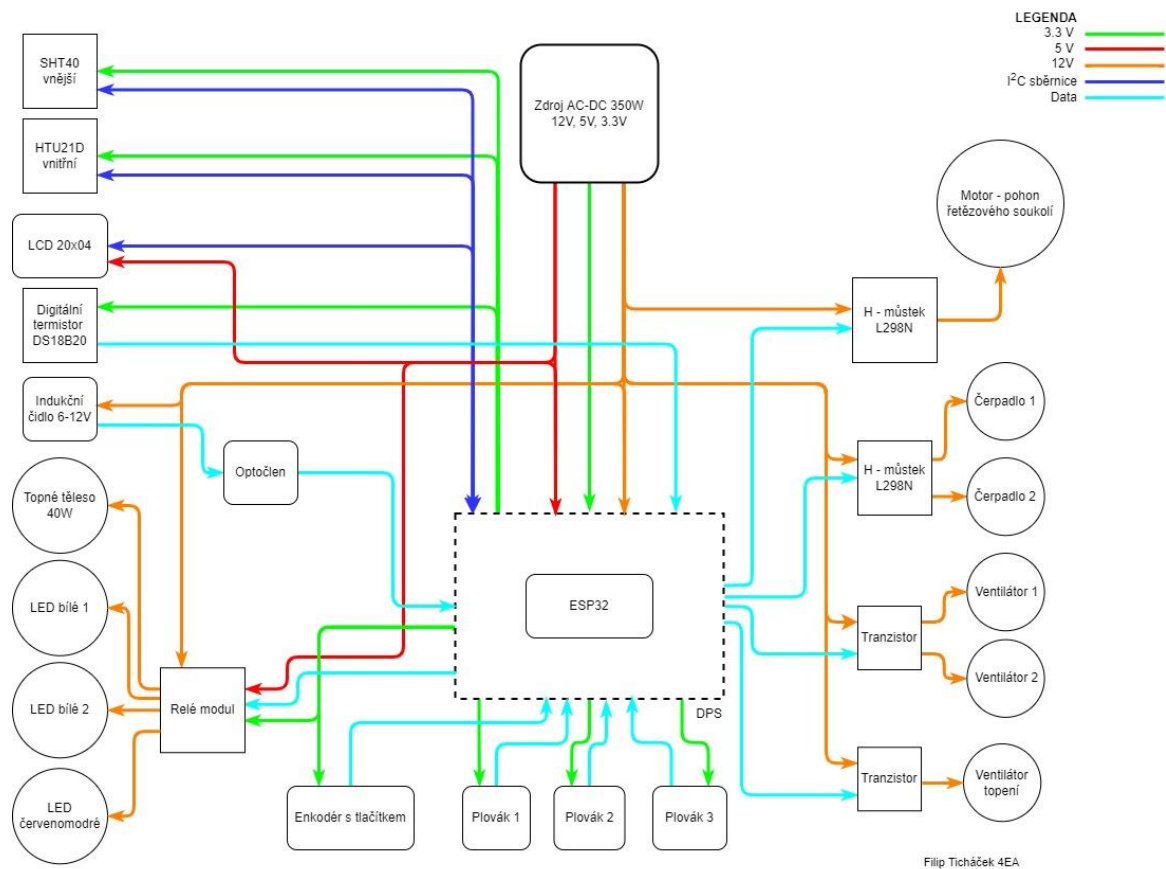 LEGENDA
3.3 V
5 V
12V
I²C sběrnice
Data
SHT40
vnější
Zdroj AC-DC 350W
12V, 5V, 3.3V
HTU21D
vnitřní
Motor - pohon
řetězového soukolí
LCD 20x04
Digitální
termistor
DS18B20
H - můstek
L298N
Indukční
čidlo 6-12V
Čerpadlo 1
Optočlen
H - můstek
L298N
Čerpadlo 2
Topné těleso
40W
ESP32
Ventilátor 1
LED bílé 1
Tranzistor
Ventilátor 2
LED bílé 2
Relé modul
DPS
Tranzistor
Ventilátor
topení
LED
červenomodré
Enkodér s tlačítkem
Plovák 1
Plovák 2
Plovák 3
Filip Ticháček 4EA